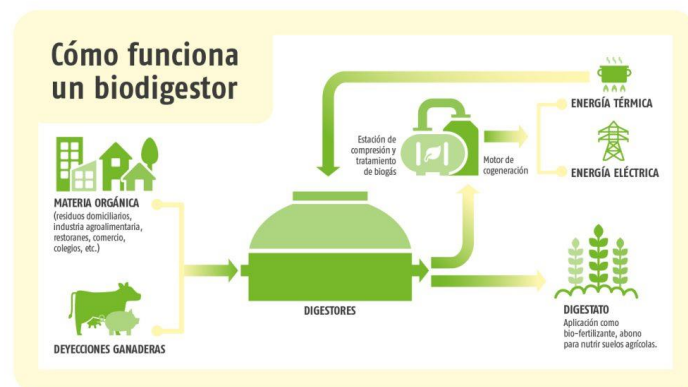 Cómo funciona
un biodigestor
MATERIA ORGÁNICA
(residuos domiciliarios,
industria agroalimentaria,
restoranes, comercio,
colegios, etc.)
DEYECCIONES GANADERAS
DIGESTORES
Estación de
compresión y
tratamiento
de biogás
Motor de
cogeneración
ENERGÍA TÉRMICA
ENERGÍA ELÉCTRICA
DIGESTATO
Aplicación como
bio-fertilizante, abono
para nutrir suelos agrícolas.